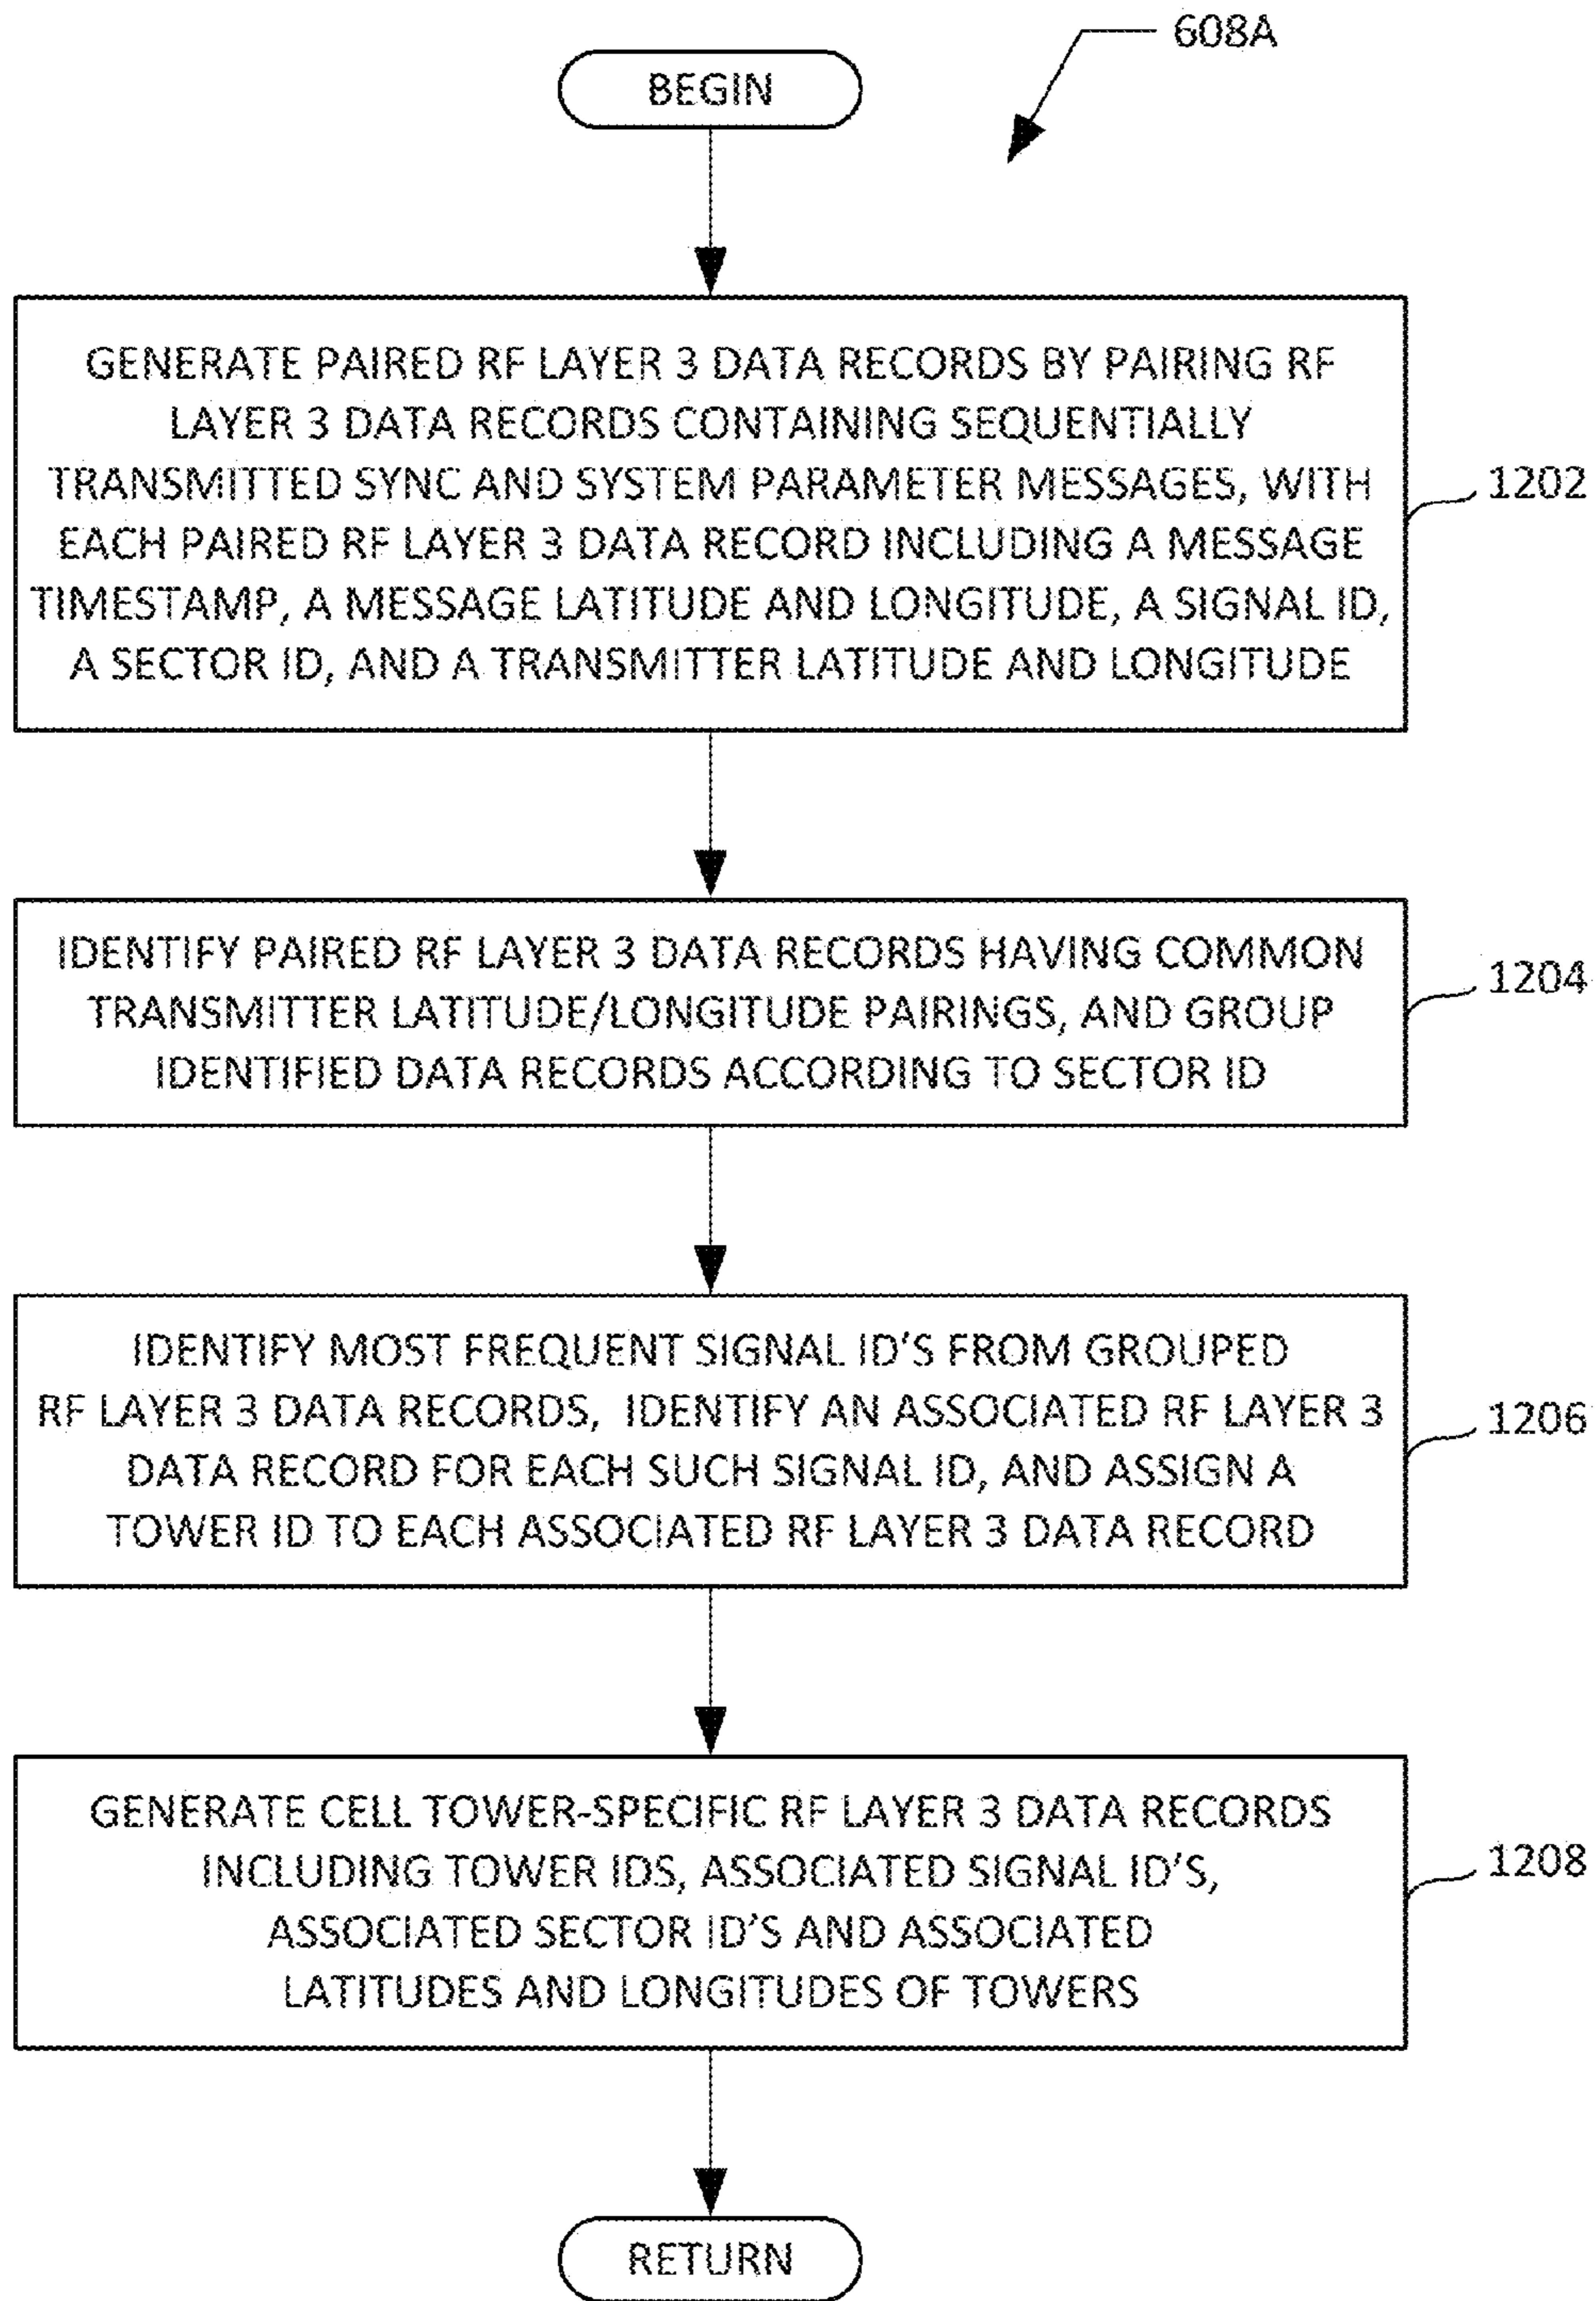 608A
BEGIN
GENERATE PAIRED RF LAYER 3 DATA RECORDS BY PAIRING RF
LAYER 3 DATA RECORDS CONTAINING SEQUENTIALLY
TRANSMITTED SYNC AND SYSTEM PARAMETER MESSAGES, WITH
EACH PAIRED RF LAYER 3 DATA RECORD INCLUDING A MESSAGE
TIMESTAMP, A MESSAGE LATITUDE AND LONGITUDE, A SIGNAL ID,
A SECTOR ID, AND A TRANSMITTER LATITUDE AND LONGITUDE
1202
IDENTIFY PAIRED RF LAYER 3 DATA RECORDS HAVING COMMON
TRANSMITTER LATITUDE/LONGITUDE PAIRINGS, AND GROUP
IDENTIFIED DATA RECORDS ACCORDING TO SECTOR ID
1204
IDENTIFY MOST FREQUENT SIGNAL ID'S FROM GROUPED
RF LAYER 3 DATA RECORDS, IDENTIFY AN ASSOCIATED RF LAYER 3
DATA RECORD FOR EACH SUCH SIGNAL ID, AND ASSIGN A
TOWER ID TO EACH ASSOCIATED RF LAYER 3 DATA RECORD
1206
GENERATE CELL TOWER-SPECIFIC RF LAYER 3 DATA RECORDS
INCLUDING TOWER IDS, ASSOCIATED SIGNAL ID'S,
ASSOCIATED SECTOR ID'S AND ASSOCIATED
LATITUDES AND LONGITUDES OF TOWERS
1208
RETURN